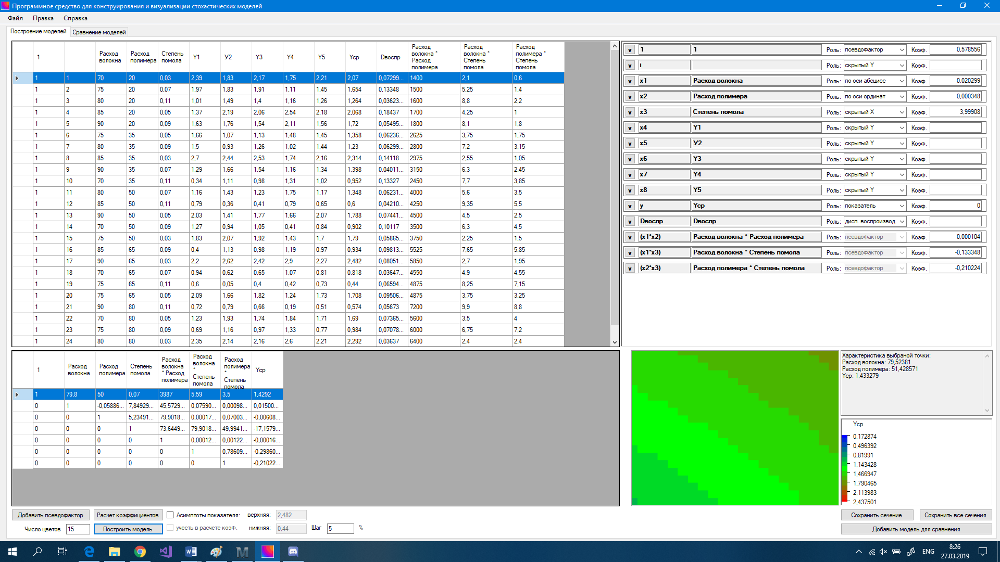 Программное средство для конструирования и визуализации стохастических моделей
Файл Правка Справка
Построение моделей Сравнение моделей
1 Расход волокна Расход полимера Степень помола Y1 У2 Y3 Y4 Y5 Yср Dвоспр Расход волокна * Расход полимера Расход волокна * Степень помола Расход полимера * Степень помола
1 1 70 20 0,03 2,39 1,83 2,17 1,75 2,21 2,07 0,07299... 1400 2,1 0,6
1 2 75 20 0,07 1,97 1,83 1,91 1,11 1,45 1,654 0,13348 1500 5,25 1,4
1 3 80 20 0,11 1,01 1,49 1,4 1,16 1,26 1,264 0,03623... 1600 8,8 2,2
1 4 85 20 0,05 1,37 2,19 2,06 2,54 2,18 2,068 0,18437 1700 4,25 1
1 5 90 20 0,09 1,63 1,76 1,54 2,11 1,56 1,72 0,05495... 1800 8,1 1,8
1 6 75 35 0,05 1,66 1,07 1,13 1,48 1,45 1,358 0,06236... 2625 3,75 1,75
1 7 80 35 0,09 1,5 0,93 1,26 1,02 1,44 1,23 0,06299... 2800 7,2 3,15
1 8 85 35 0,03 2,7 2,44 2,53 1,74 2,16 2,314 0,14118 2975 2,55 1,05
1 9 90 35 0,07 1,29 1,66 1,54 1,16 1,34 1,398 0,04011... 3150 6,3 2,45
1 10 70 35 0,11 0,34 1,11 0,98 1,31 1,02 0,952 0,13327 2450 7,7 3,85
1 11 80 50 0,07 1,16 1,43 1,23 1,75 1,17 1,348 0,06231... 4000 5,6 3,5
1 12 85 50 0,11 0,79 0,36 0,41 0,79 0,65 0,6 0,04210... 4250 9,35 5,5
1 13 90 50 0,05 2,03 1,41 1,77 1,66 2,07 1,788 0,07441... 4500 4,5 2,5
1 14 70 50 0,09 1,27 0,94 1,05 0,41 0,84 0,902 0,10117 3500 6,3 4,5
1 15 75 50 0,03 1,83 2,07 1,92 1,43 1,7 1,79 0,05865... 3750 2,25 1,5
1 16 85 65 0,09 0,4 1,13 0,98 1,19 0,97 0,934 0,09813... 5525 7,65 5,85
1 17 90 65 0,03 2,2 2,62 2,42 2,9 2,27 2,482 0,08051... 5850 2,7 1,95
1 18 70 65 0,07 0,94 0,62 0,65 1,07 0,81 0,818 0,03647... 4550 4,9 4,55
1 19 75 65 0,11 0,6 0,05 0,4 0,42 0,73 0,44 0,06594... 4875 8,25 7,15
1 20 75 65 0,05 2,09 1,66 1,82 1,24 1,73 1,708 0,09506... 4875 3,75 3,25
1 21 90 80 0,11 0,72 0,79 0,66 0,19 0,51 0,574 0,05673 7200 9,9 8,8
1 22 70 80 0,05 1,23 1,93 1,74 1,84 1,71 1,69 0,07365... 5600 3,5 4
1 23 75 80 0,09 0,69 1,16 0,97 1,33 0,77 0,984 0,07078... 6000 6,75 7,2
1 24 80 80 0,03 2,35 2,14 2,16 2,6 2,21 2,292 0,03637 6400 2,4 2,4
v 1 1 Роль: псевдофактор Коэф. 0,578556
v i Роль: скрытый Y Коэф.
v x1 Расход волокна Роль: по оси абсцисс Коэф. 0,020299
v x2 Расход полимера Роль: по оси ординат Коэф. 0,000348
v x3 Степень помола Роль: скрытый X Коэф. 3,99908
v x4 Y1 Роль: скрытый Y Коэф.
v x5 У2 Роль: скрытый Y Коэф.
v x6 Y3 Роль: скрытый Y Коэф.
v x7 Y4 Роль: скрытый Y Коэф.
v x8 Y5 Роль: скрытый Y Коэф.
v y Yср Роль: показатель Коэф. 0
v Dвоспр Dвоспр Роль: дисп. воспроизвод. Коэф.
v (x1*x2) Расход волокна * Расход полимера Роль: псевдофактор Коэф. 0,000104
v (x1*x3) Расход волокна * Степень помола Роль: псевдофактор Коэф. -0,133348
v (x2*x3) Расход полимера * Степень помола Роль: псевдофактор Коэф. -0,210224
1 Расход волокна Расход полимера Степень помола Расход волокна * Расход полимера Расход волокна * Степень помола Расход полимера * Степень помола Yср
1 79,8 50 0,07 3987 5,59 3,5 1,4292
0 1 -0,05886... 7,84929... 45,5729... 0,07590... 0,00098... 0,01500...
0 0 1 5,23491... 79,9018... 0,00017... 0,07003... -0,00608...
0 0 0 1 73,6449... 79,9018... 49,9941... -17,1579...
0 0 0 0 1 0,00012... 0,00122... -0,00016...
0 0 0 0 0 1 0,78609... -0,29860...
0 0 0 0 0 0 1 -0,21022...
Характеристика выбраной точки:
Расход волокна: 79,52381
Расход полимера: 51,428571
Yср: 1,433279
Yср
0,172874
0,496392
0,81991
1,143428
1,466947
1,790465
2,113983
2,437501
Добавить псевдофактор Расчет коэффициентов Асимптоты показателя: верхняя: 2,482
Число цветов 15 Построить модель учесть в расчете коэф. нижняя: 0,44 Шаг 5 %
Сохранить сечение Сохранить все сечения
Добавить модель для сравнения
ENG
8:26
27.03.2019